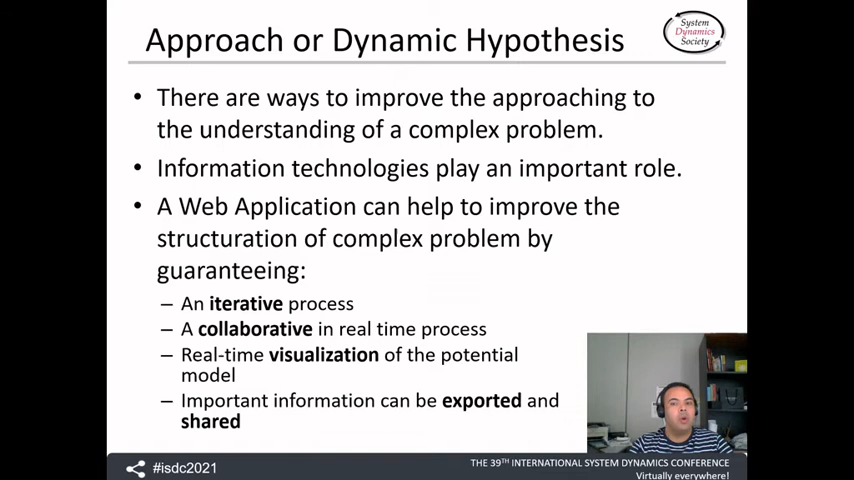 Approach or Dynamic Hypothesis
System
Dynamics
Society
• There are ways to improve the approaching to
the understanding of a complex problem.
• Information technologies play an important role.
• A Web Application can help to improve the
structuration of complex problem by
guaranteeing:
– An iterative process
– A collaborative in real time process
– Real-time visualization of the potential
model
– Important information can be exported and
shared
#isdc2021
THE 39TH INTERNATIONAL SYSTEM DYNAMICS CONFERENCE
Virtually everywhere!